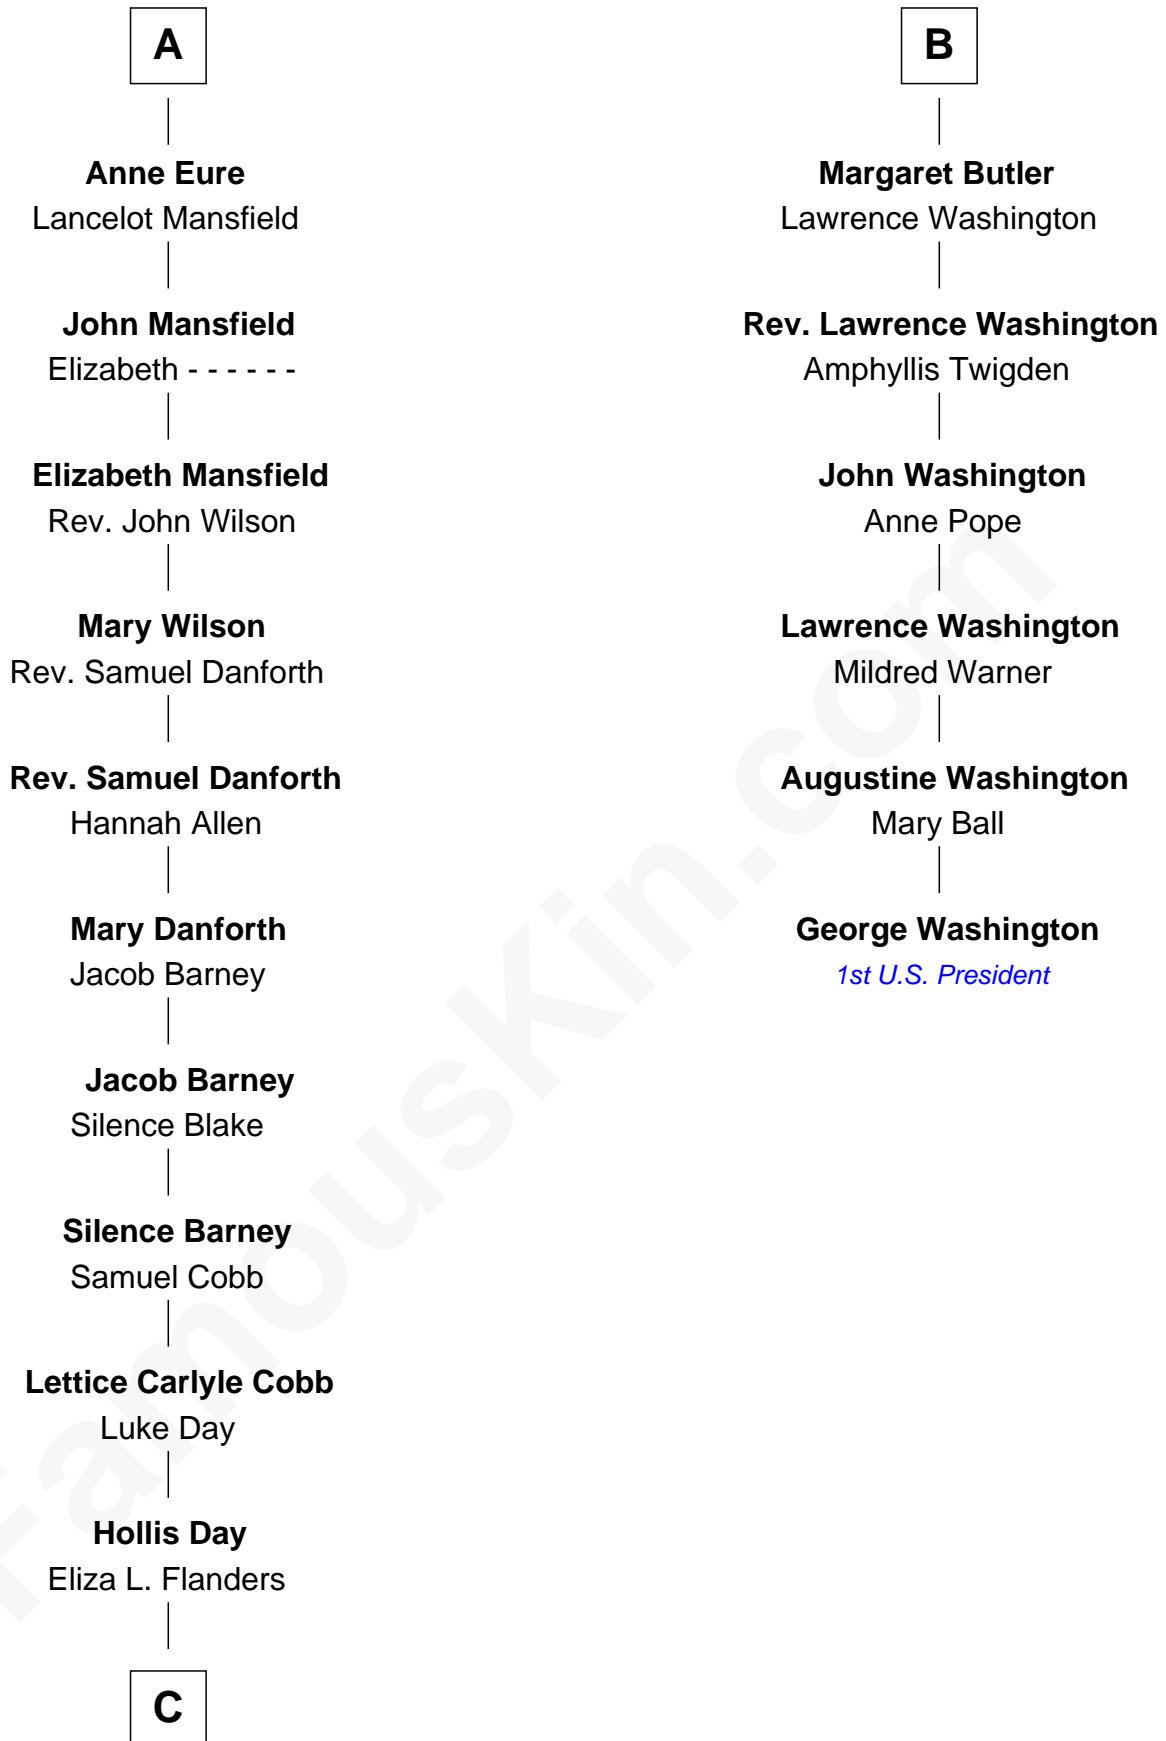 A
Anne Eure
Lancelot Mansfield
John Mansfield
Elizabeth - - - - - -
Elizabeth Mansfield
Rev. John Wilson
Mary Wilson
Rev. Samuel Danforth
Rev. Samuel Danforth
Hannah Allen
Mary Danforth
Jacob Barney
Jacob Barney
Silence Blake
Silence Barney
Samuel Cobb
Lettice Carlyle Cobb
Luke Day
Hollis Day
Eliza L. Flanders
C
B
Margaret Butler
Lawrence Washington
Rev. Lawrence Washington
Amphyllis Twigden
John Washington
Anne Pope
Lawrence Washington
Mildred Warner
Augustine Washington
Mary Ball
George Washington
1st U.S. President
FamousKin.com